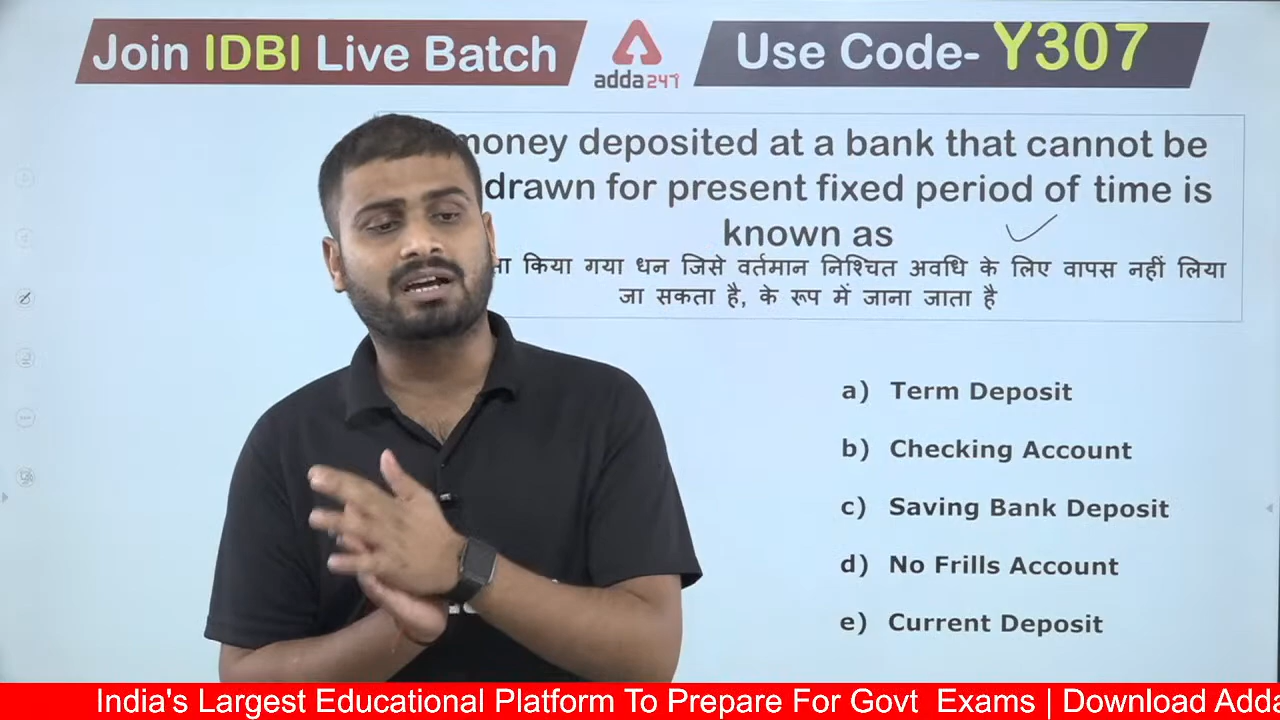 Join IDBI Live Batch
adda247
Use Code- Y307
money deposited at a bank that cannot be
drawn for present fixed period of time is
known as
किया गया धन जिसे वर्तमान निश्चित अवधि के लिए वापस नहीं लिया
जा सकता है, के रूप में जाना जाता है
a) Term Deposit
b) Checking Account
c) Saving Bank Deposit
d) No Frills Account
e) Current Deposit
India's Largest Educational Platform To Prepare For Govt Exams | Download Adda